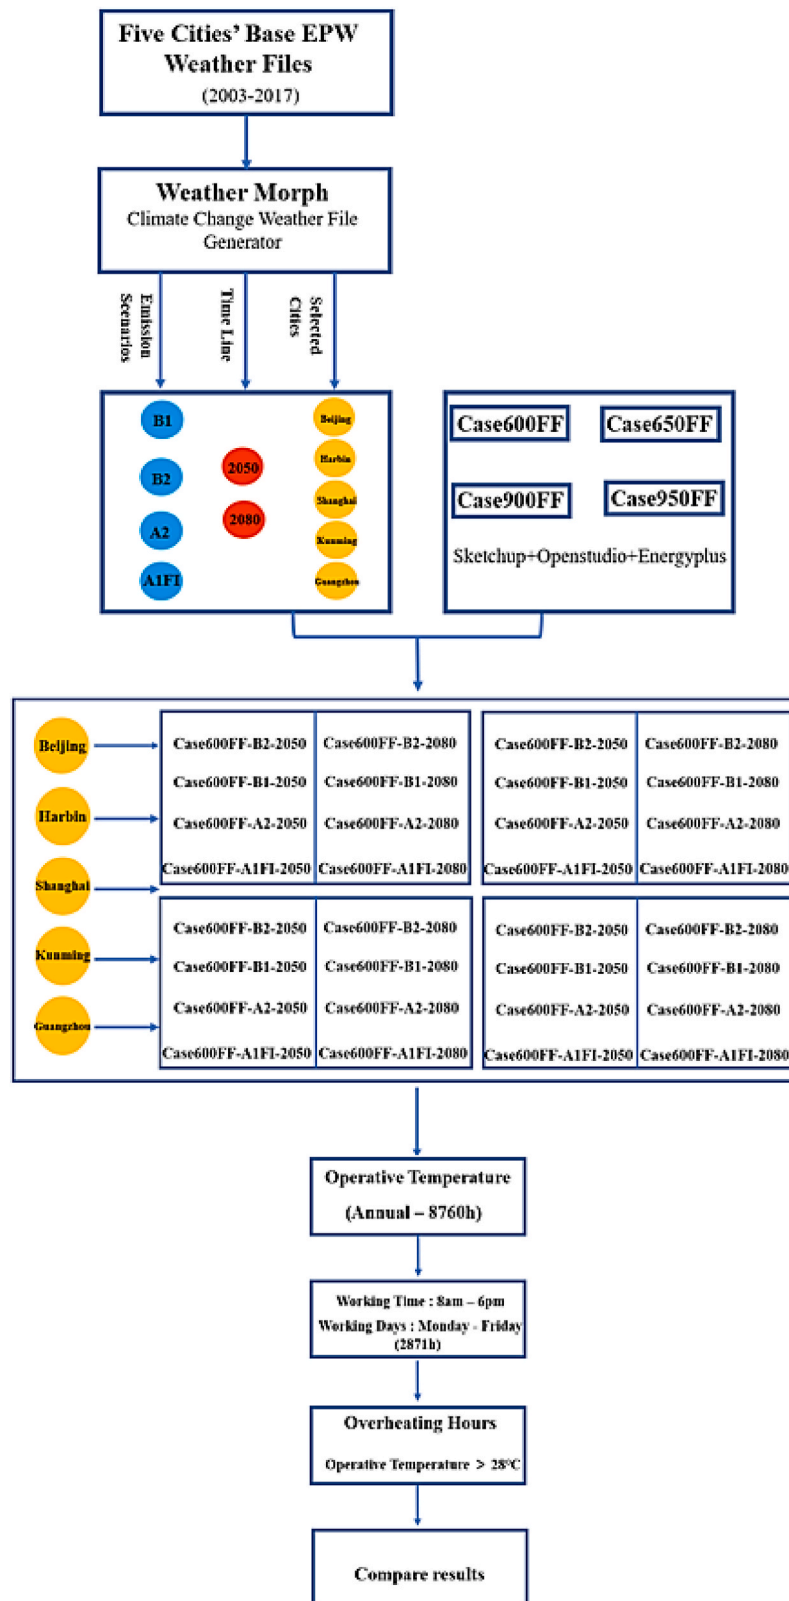 Five Cities' Base EPW
Weather Files
(2003-2017)
Weather Morph
Climate Change Weather File
Generator
Emission
Scenarios
Time Line
Selected
Cities
B1
B2
A2
A1FI
2050
2080
Beijing
Harbin
Shanghai
Kunming
Guangzhou
Case600FF
Case650FF
Case900FF
Case950FF
Sketchup+Openstudio+Energyplus
Beijing
Harbin
Shanghai
Kunming
Guangzhou
Case600FF-B2-2050
Case600FF-B2-2080
Case600FF-B1-2050
Case600FF-B1-2080
Case600FF-A2-2050
Case600FF-A2-2080
Case600FF-A1FI-2050
Case600FF-A1FI-2080
Case600FF-B2-2050
Case600FF-B2-2080
Case600FF-B1-2050
Case600FF-B1-2080
Case600FF-A2-2050
Case600FF-A2-2080
Case600FF-A1FI-2050
Case600FF-A1FI-2080
Case600FF-B2-2050
Case600FF-B2-2080
Case600FF-B1-2050
Case600FF-B1-2080
Case600FF-A2-2050
Case600FF-A2-2080
Case600FF-A1FI-2050
Case600FF-A1FI-2080
Case600FF-B2-2050
Case600FF-B2-2080
Case600FF-B1-2050
Case600FF-B1-2080
Case600FF-A2-2050
Case600FF-A2-2080
Case600FF-A1FI-2050
Case600FF-A1FI-2080
Operative Temperature
(Annual – 8760h)
Working Time : 8am – 6pm
Working Days : Monday - Friday
(2871h)
Overheating Hours
Operative Temperature > 28°C
Compare results